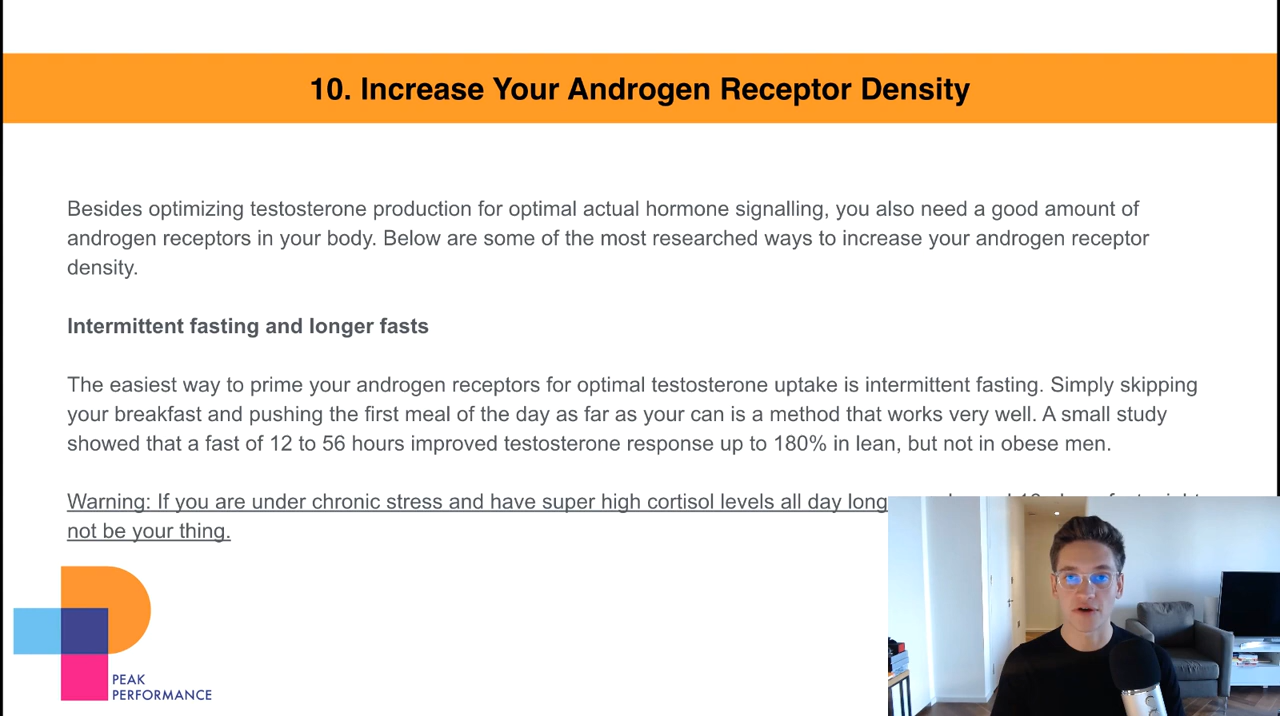 10. Increase Your Androgen Receptor Density
Besides optimizing testosterone production for optimal actual hormone signalling, you also need a good amount of
androgen receptors in your body. Below are some of the most researched ways to increase your androgen receptor
density.
Intermittent fasting and longer fasts
The easiest way to prime your androgen receptors for optimal testosterone uptake is intermittent fasting. Simply skipping
your breakfast and pushing the first meal of the day as far as your can is a method that works very well. A small study
showed that a fast of 12 to 56 hours improved testosterone response up to 180% in lean, but not in obese men.
Warning: If you are under chronic stress and have super high cortisol levels all day long
not be your thing.
PEAK
PERFORMANCE